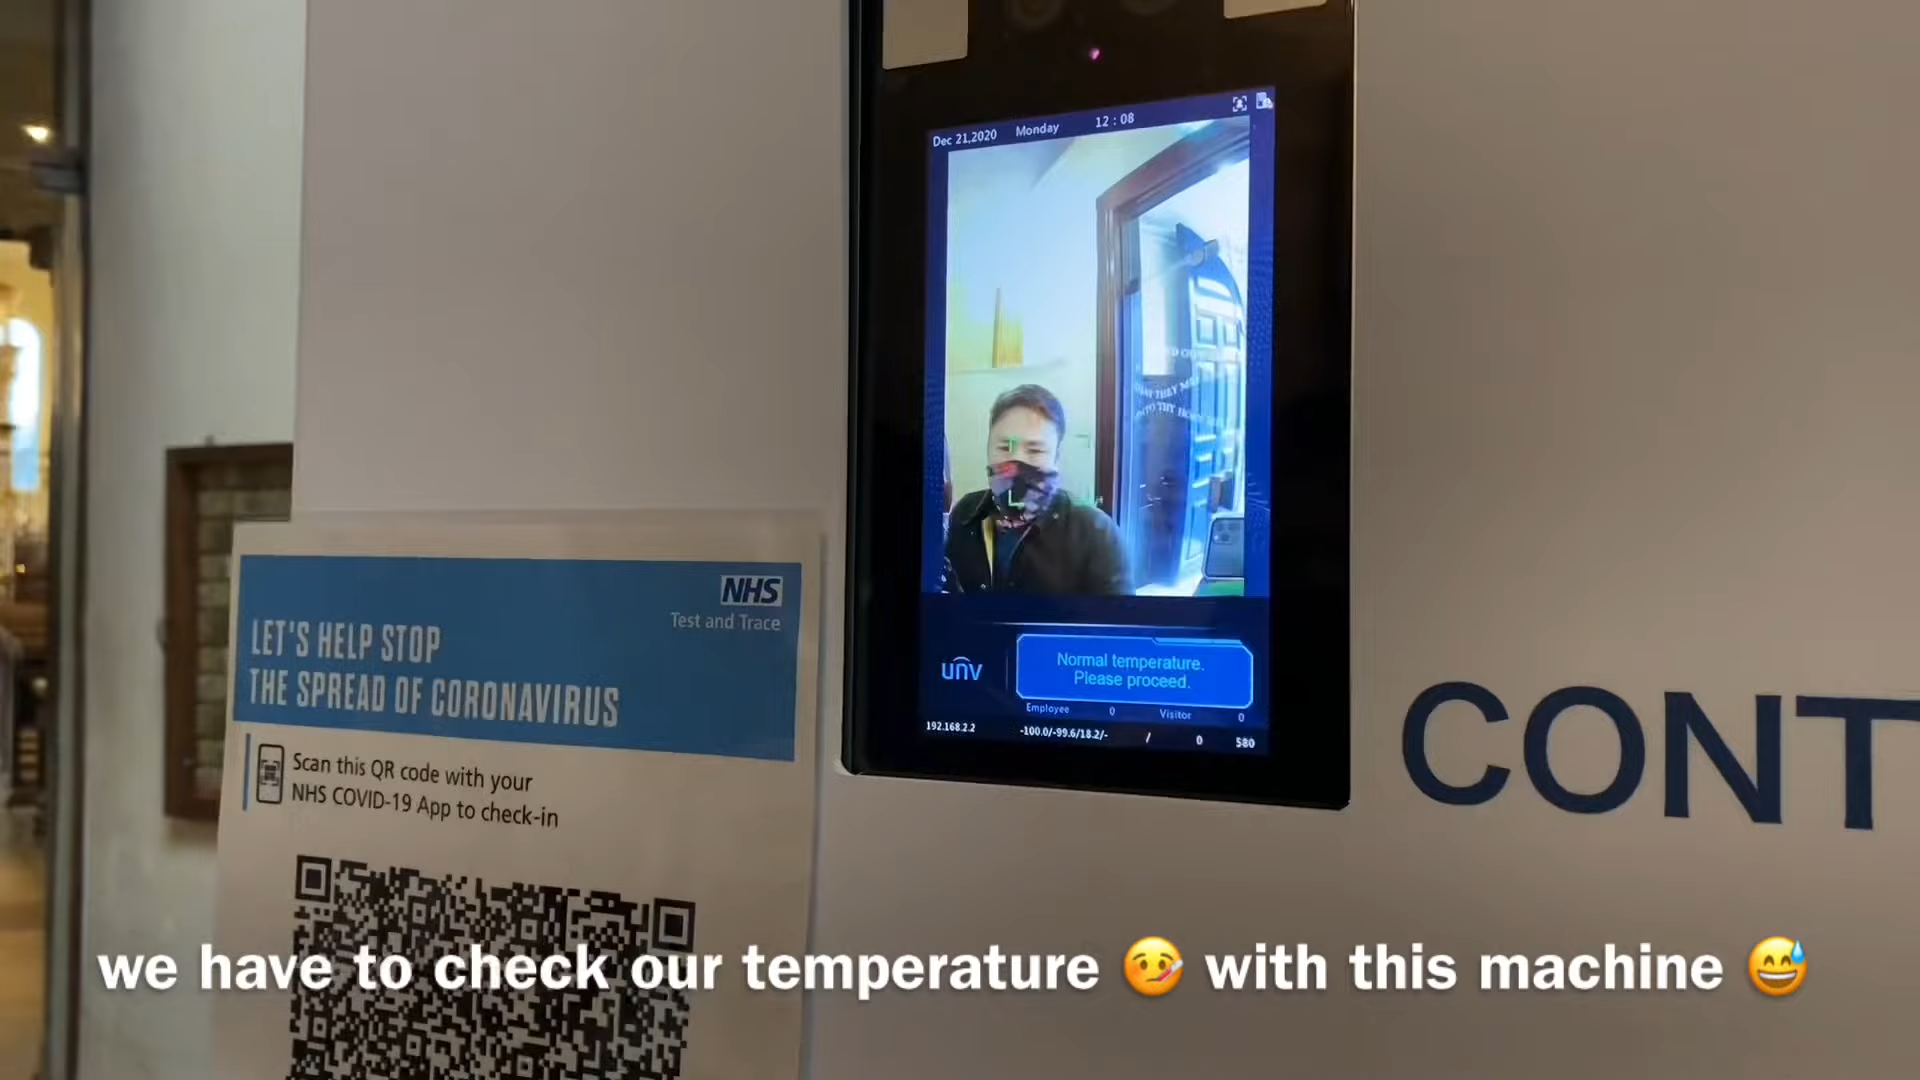 Dec 21,2020 Monday 12 : 08
unv
Normal temperature.
Please proceed.
Employee 0 Visitor 0
192.168.2.2 -100.0/-99.6/18.2/- / 0 580
NHS
Test and Trace
LET'S HELP STOP
THE SPREAD OF CORONAVIRUS
Scan this QR code with your
NHS COVID-19 App to check-in
CONT
we have to check our temperature 🤒 with this machine 😅